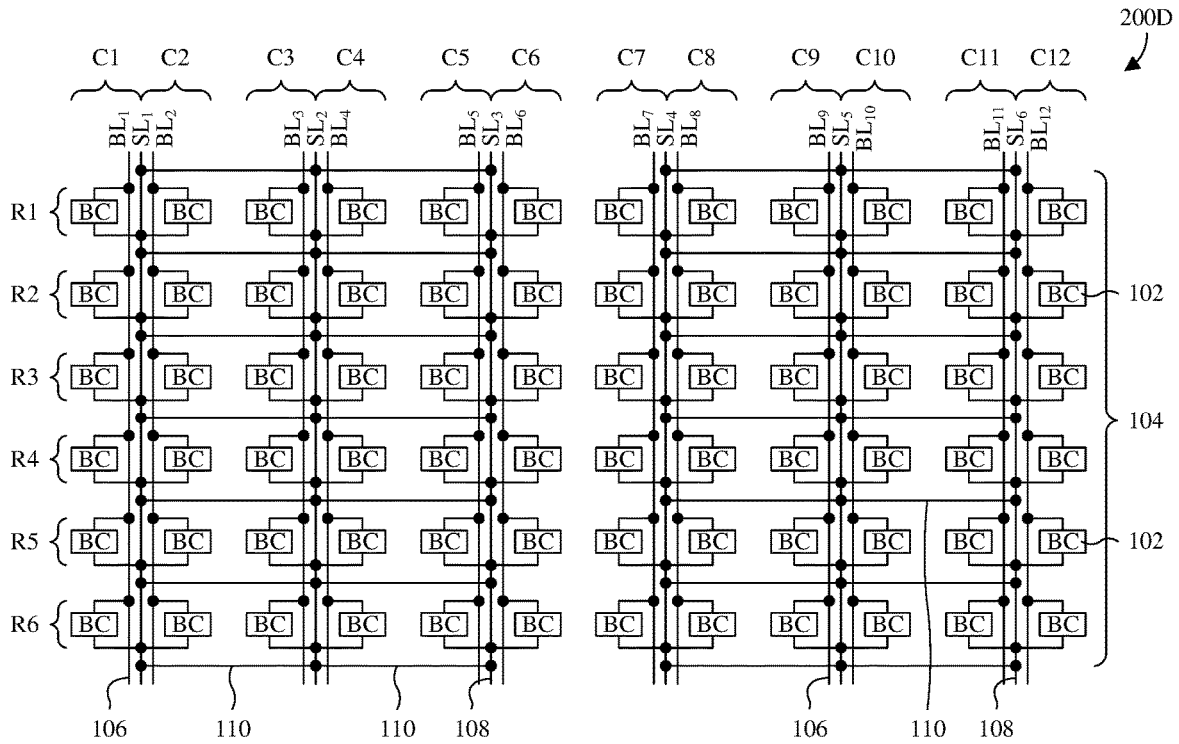 200D
C1 C2 C3 C4 C5 C6 C7 C8 C9 C10 C11 C12
BL1 SL1 BL2 BL3 SL2 BL4 BL5 SL3 BL6 BL7 SL4 BL8 BL9 SL5 BL10 BL11 SL6 BL12
R1 BC BC BC BC BC BC BC BC BC BC BC BC
R2 BC BC BC BC BC BC BC BC BC BC BC BC 102
R3 BC BC BC BC BC BC BC BC BC BC BC BC
104
R4 BC BC BC BC BC BC BC BC BC BC BC BC
R5 BC BC BC BC BC BC BC BC BC BC BC BC 102
R6 BC BC BC BC BC BC BC BC BC BC BC BC
106 110 110 108 106 110 108